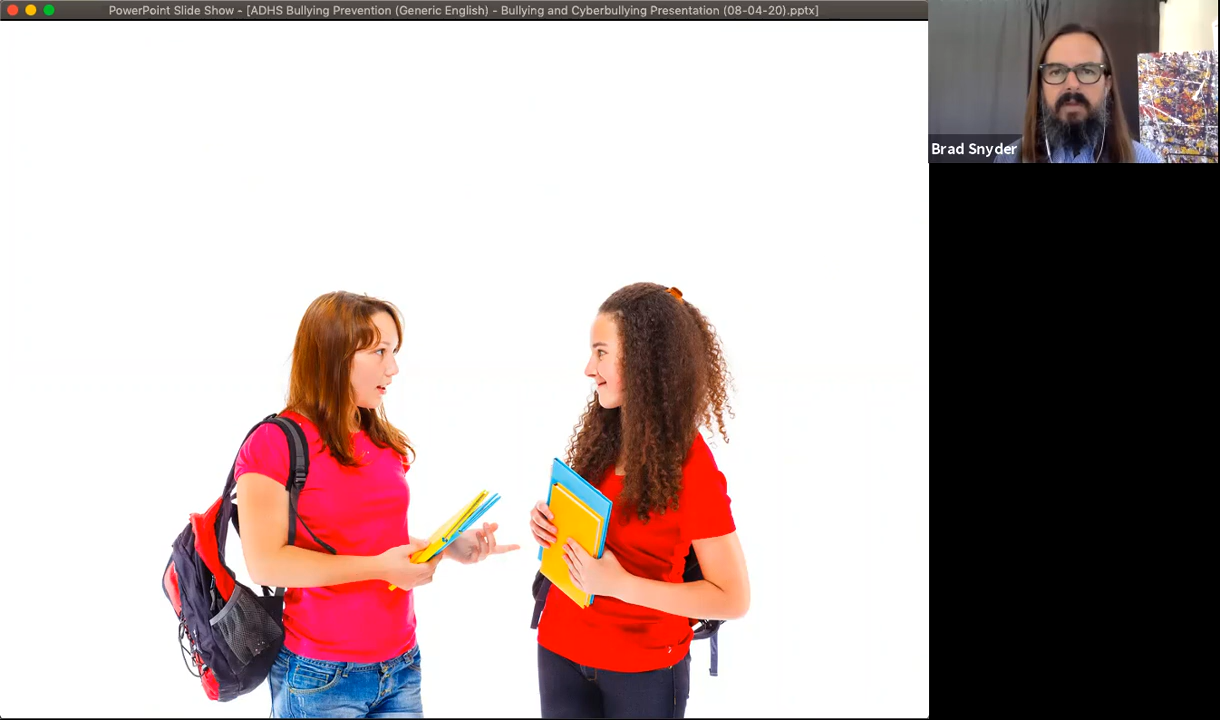 PowerPoint Slide Show - [ADHS Bullying Prevention (Generic English) - Bullying and Cyberbullying Presentation (08-04-20).pptx]
Brad Snyder